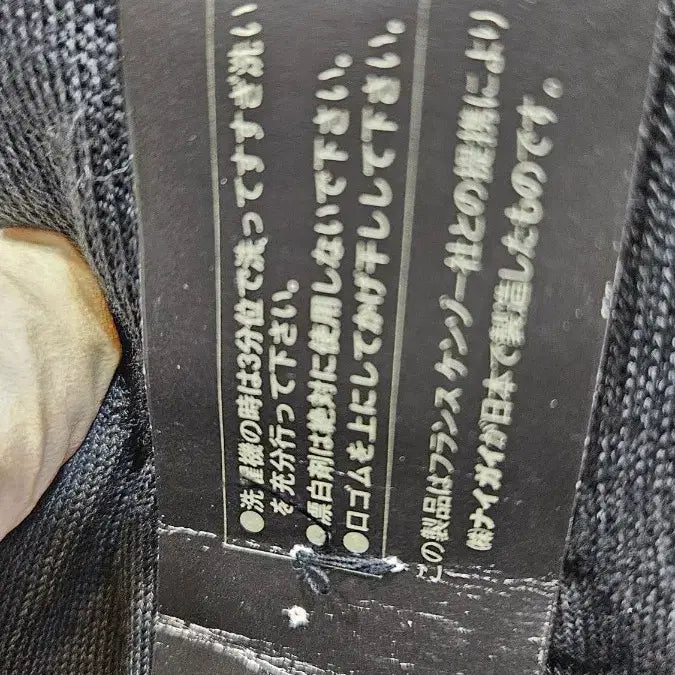 ●洗濯機の時は3分位で洗ってすすぎ洗い
を充分行って下さい。
●漂白剤は絶対に使用しないで下さい。
●口ゴムを上にしてかげ干しして下さい。
この製品はフランス ケンゾー社との提携により
㈱ナイガイが日本で製造したものです。